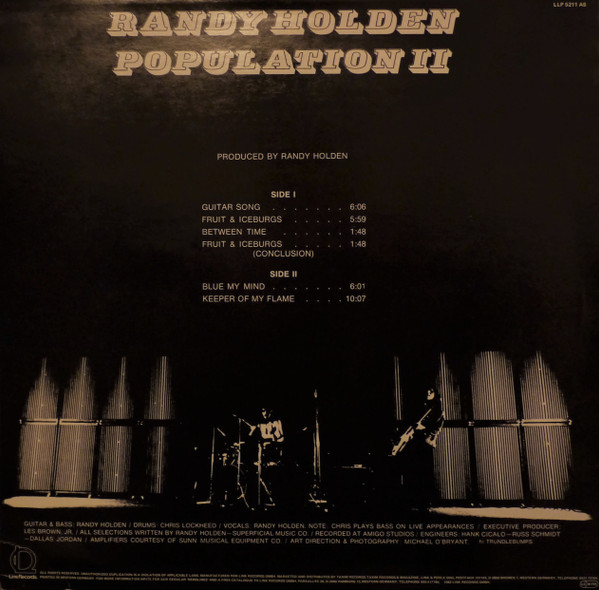 LLP 5211 AS
RANDY HOLDEN
POPULATION II
PRODUCED BY RANDY HOLDEN
SIDE I
GUITAR SONG . . . . . . . 6:06
FRUIT & ICEBURGS . . . . . 5:59
BETWEEN TIME . . . . . . 1:48
FRUIT & ICEBURGS . . . . . 1:48
(CONCLUSION)
SIDE II
BLUE MY MIND . . . . . . . 6:01
KEEPER OF MY FLAME . . . . 10:07
GUITAR & BASS: RANDY HOLDEN / DRUMS: CHRIS LOCKHEED / VOCALS: RANDY HOLDEN. NOTE: CHRIS PLAYS BASS ON LIVE APPEARANCES / EXECUTIVE PRODUCER:
LES BROWN, JR. / ALL SELECTIONS WRITTEN BY RANDY HOLDEN—SUPERFICIAL MUSIC CO. / RECORDED AT AMIGO STUDIOS / ENGINEERS: HANK CICALO—RUSS SCHMIDT
—DALLAS JORDAN / AMPLIFIERS COURTESY OF SUNN MUSICAL EQUIPMENT CO. / ART DIRECTION & PHOTOGRAPHY: MICHAEL O'BRYANT.
Line Records